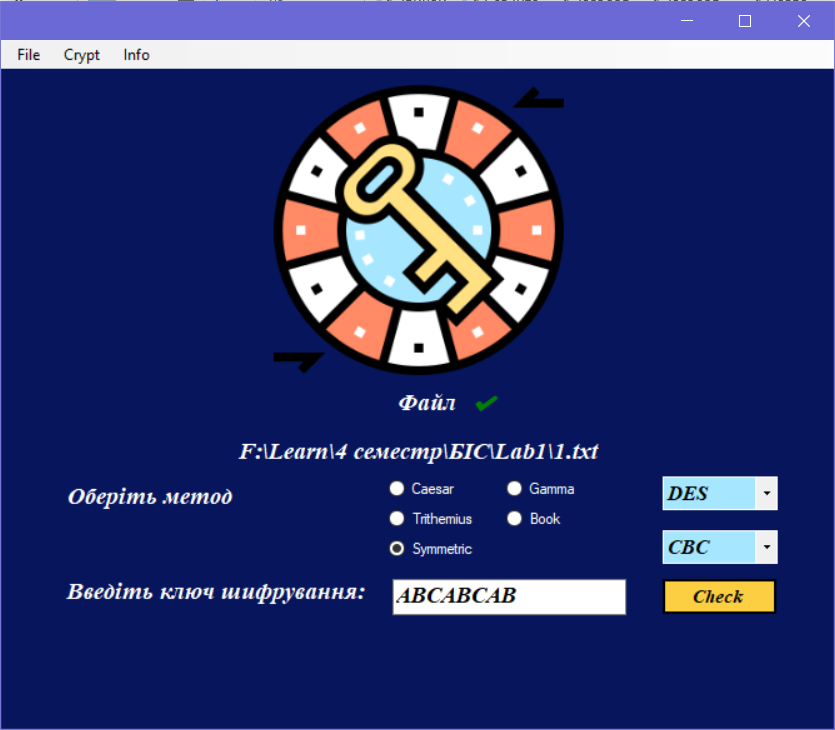 File Crypt Info
Файл
F:\Learn\4 семестр\БІС\Lab1\1.txt
Оберіть метод
Caesar Gamma
DES
Trithemius Book
Symmetric
CBC
Введіть ключ шифрування:
ABCABCAB
Check